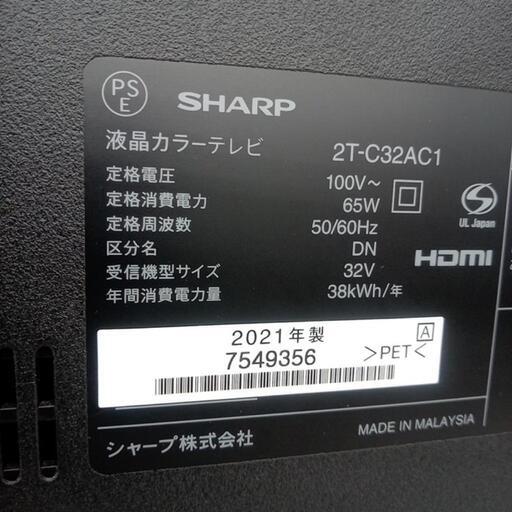 PS
E
SHARP
液晶カラーテレビ 2T-C32AC1
定格電圧 100V～
定格消費電力 65W
定格周波数 50/60Hz
区分名 DN
受信機型サイズ 32V
年間消費電力量 38kWh/年
S
UL Japan
HDMI
2021年製 A
7549356 >PET<
シャープ株式会社 MADE IN MALAYSIA